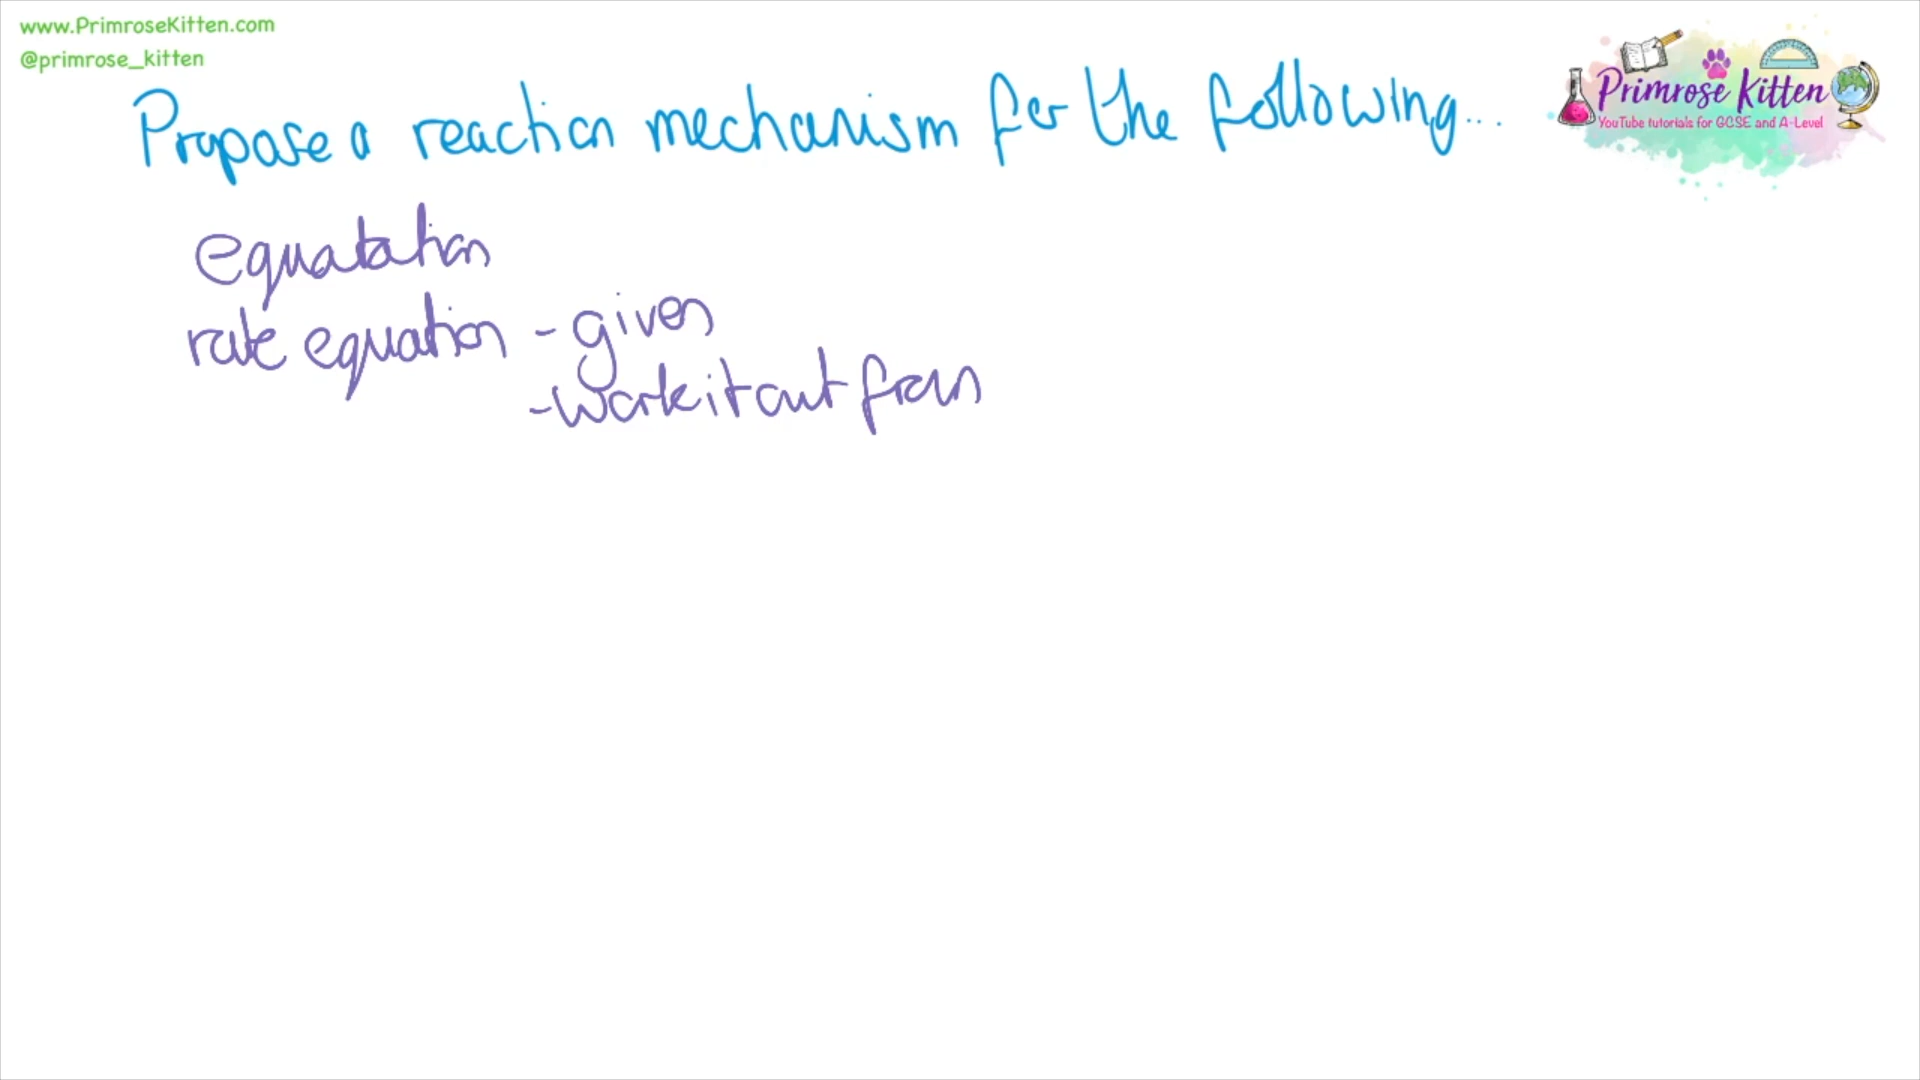 www.PrimroseKitten.com
@primrose_kitten
Propose a reaction mechanism for the following...
Primrose Kitten
YouTube tutorials for GCSE and A-Level
equatation
rate equation - given
- work it out from